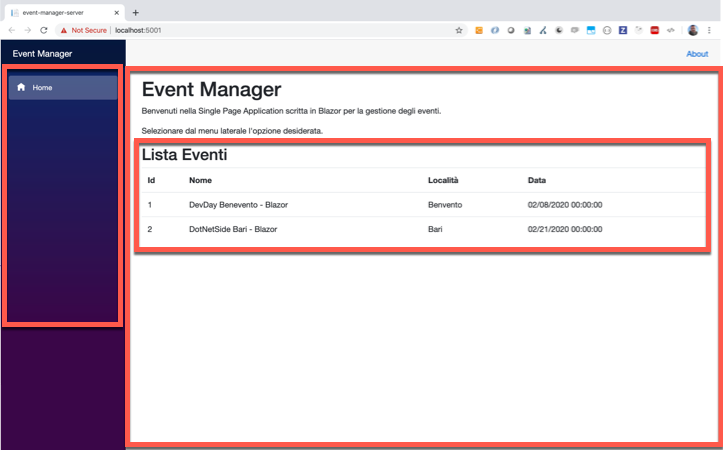 event-manager-server
Not Secure | localhost:5001
Event Manager
About
Home
Event Manager
Benvenuti nella Single Page Application scritta in Blazor per la gestione degli eventi.
Selezionare dal menu laterale l'opzione desiderata.
Lista Eventi
Id Nome Località Data
1 DevDay Benevento - Blazor Benvento 02/08/2020 00:00:00
2 DotNetSide Bari - Blazor Bari 02/21/2020 00:00:00